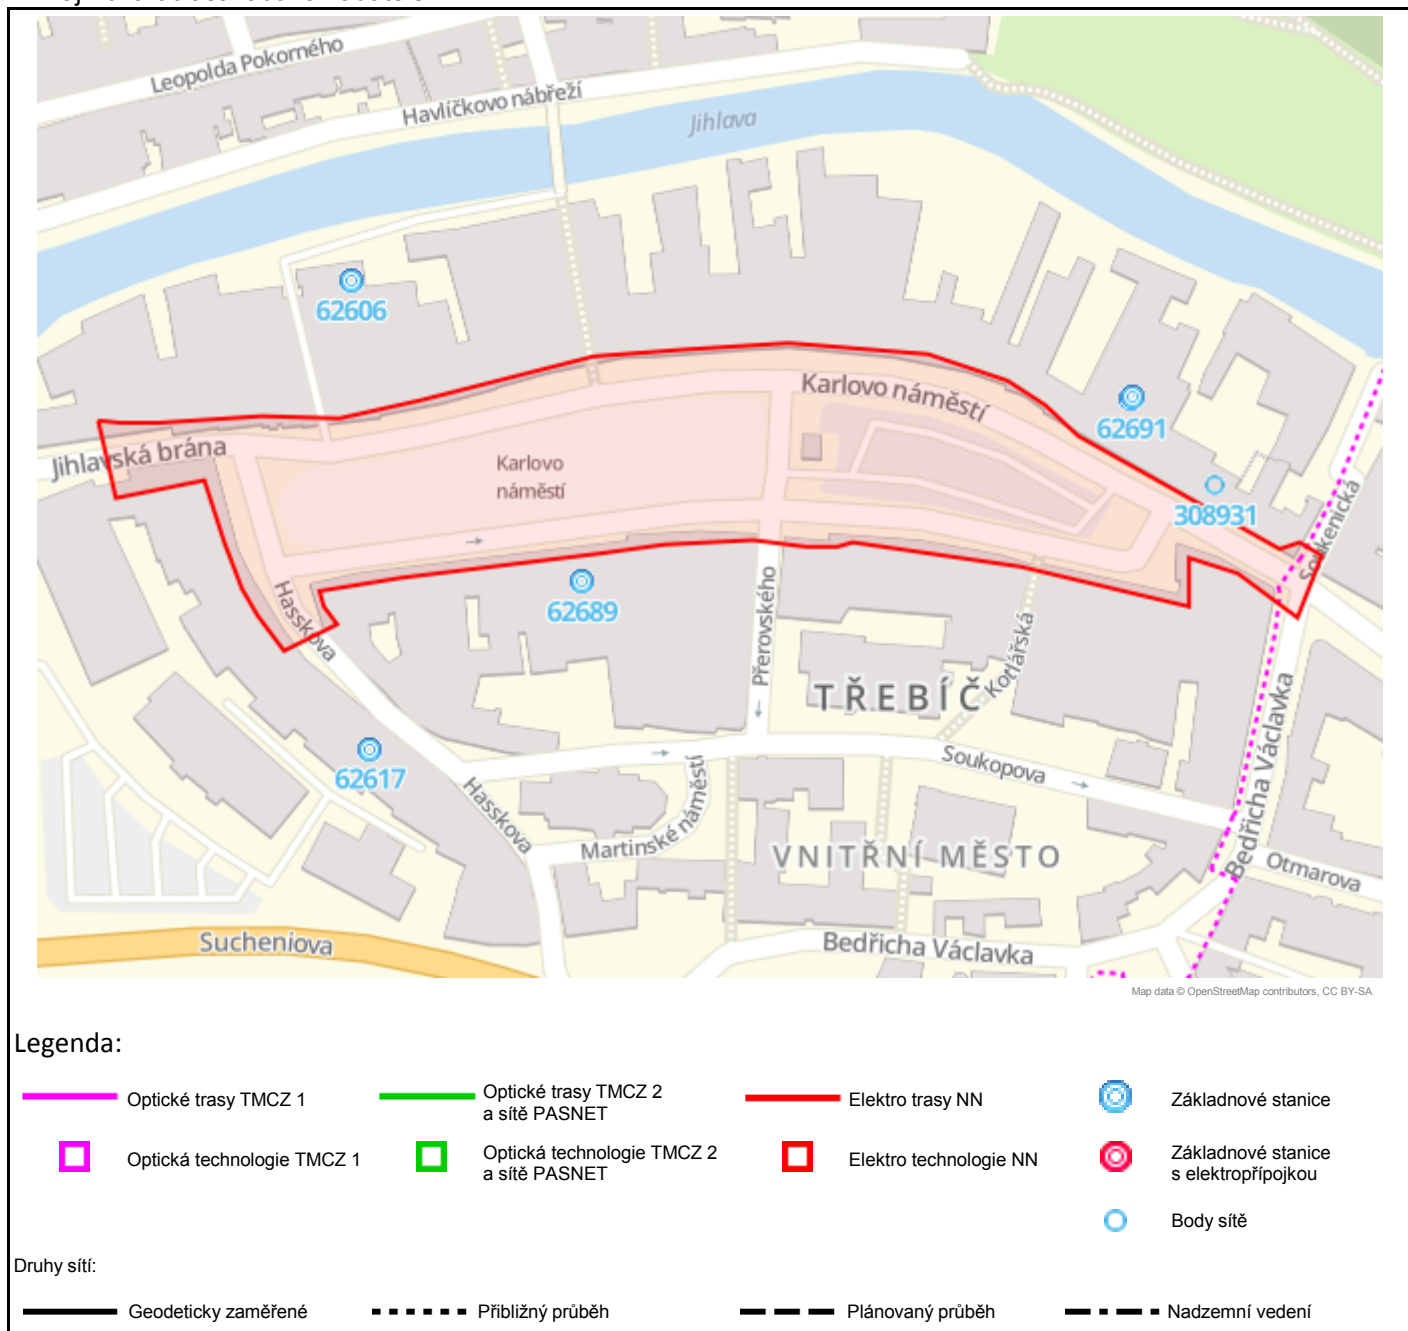 Leopolda Pokorného
Havlíčkovo nábřeží
Jihlava
62606
Karlovo náměstí
62691
Jihlavská brána
Karlovo
náměstí
308931
Soukenická
Hasskova
62689
Přerovského
Kotlářská
TŘEBÍČ
62617
Soukopova
Hasskova
Martinské náměstí
Bedřicha Václavka
VNITŘNÍ MĚSTO
Otmarova
Sucheniova
Bedřicha Václavka
Map data © OpenStreetMap contributors, CC BY-SA
Legenda:
Optické trasy TMCZ 1
Optické trasy TMCZ 2
a sítě PASNET
Elektro trasy NN
Základnové stanice
Optická technologie TMCZ 1
Optická technologie TMCZ 2
a sítě PASNET
Elektro technologie NN
Základnové stanice
s elektropřípojkou
Body sítě
Druhy sítí:
Geodeticky zaměřené
Přibližný průběh
Plánovaný průběh
Nadzemní vedení